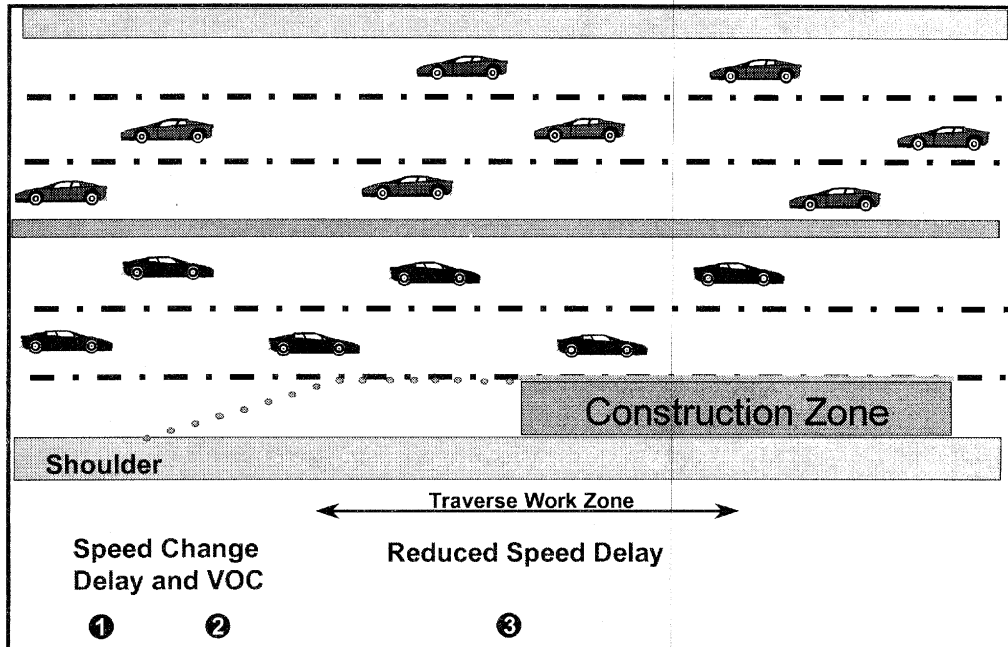 Construction Zone
Shoulder
Traverse Work Zone
Speed Change
Delay and VOC
Reduced Speed Delay
1 2 3